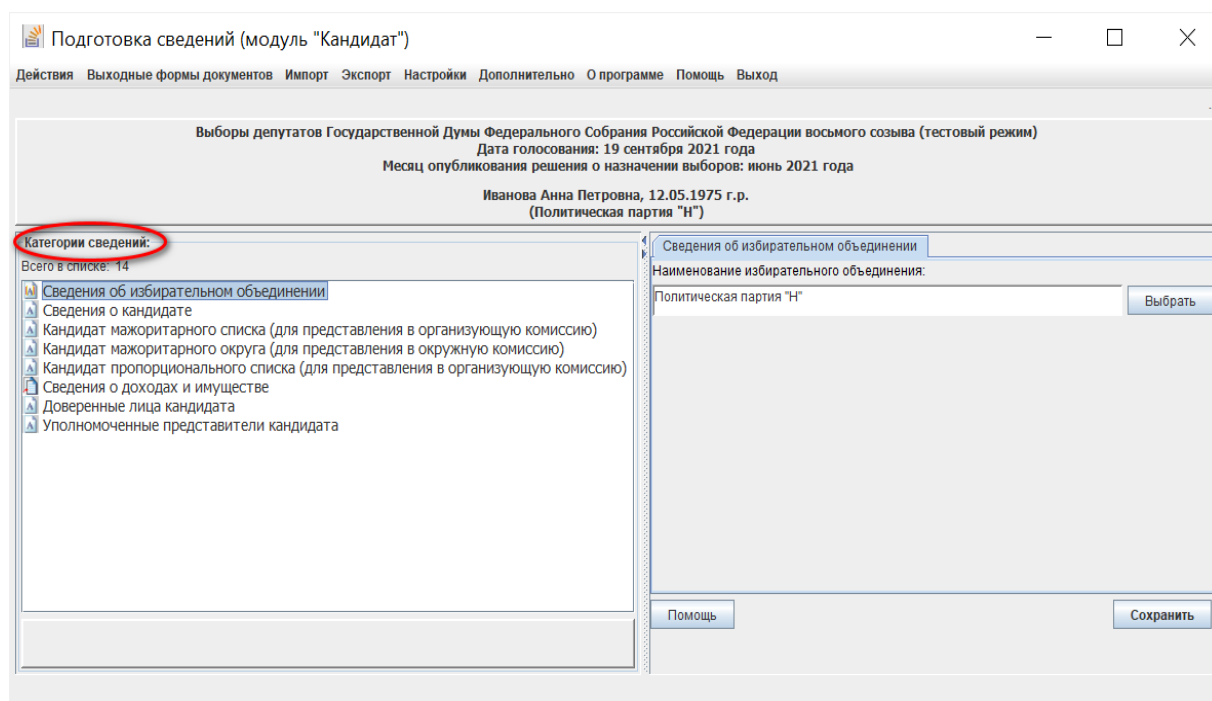 Подготовка сведений (модуль "Кандидат")
Действия Выходные формы документов Импорт Экспорт Настройки Дополнительно О программе Помощь Выход
Выборы депутатов Государственной Думы Федерального Собрания Российской Федерации восьмого созыва (тестовый режим)
Дата голосования: 19 сентября 2021 года
Месяц опубликования решения о назначении выборов: июнь 2021 года
Иванова Анна Петровна, 12.05.1975 г.р.
(Политическая партия "Н")
Категории сведений:
Всего в списке: 14
Сведения об избирательном объединении
Сведения о кандидате
Кандидат мажоритарного списка (для представления в организующую комиссию)
Кандидат мажоритарного округа (для представления в окружную комиссию)
Кандидат пропорционального списка (для представления в организующую комиссию)
Сведения о доходах и имуществе
Доверенные лица кандидата
Уполномоченные представители кандидата
Сведения об избирательном объединении
Наименование избирательного объединения:
Политическая партия "Н"
Выбрать
Помощь
Сохранить